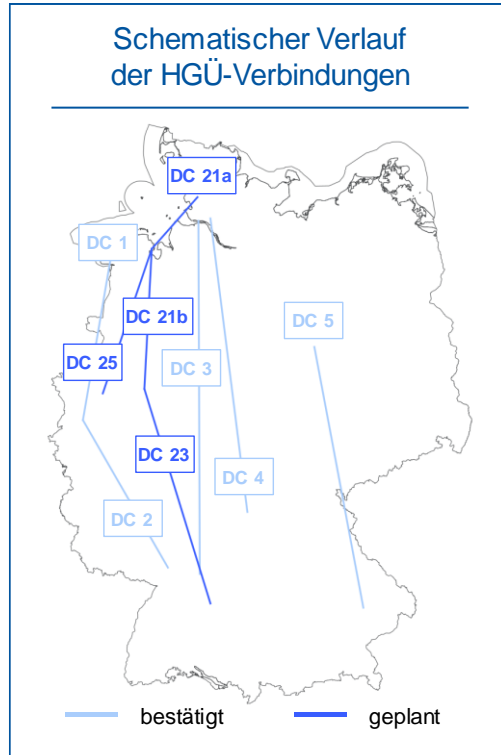 Schematischer Verlauf
der HGÜ-Verbindungen
DC 21a
DC 1
DC 21b
DC 5
DC 25
DC 3
DC 23
DC 4
DC 2
bestätigt
geplant